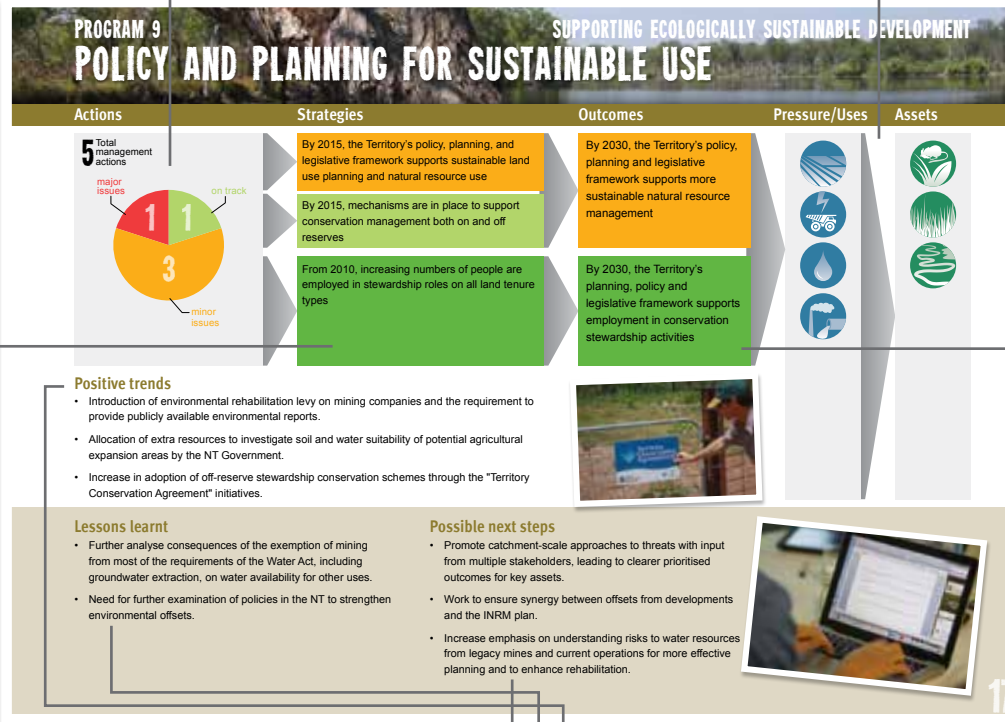 PROGRAM 9
SUPPORTING ECOLOGICALLY SUSTAINABLE DEVELOPMENT
POLICY AND PLANNING FOR SUSTAINABLE USE
Actions
Strategies
Outcomes
Pressure/Uses
Assets
5 Total
management
actions
major
issues
on track
1
1
3
minor
issues
By 2015, the Territory's policy, planning, and
legislative framework supports sustainable land
use planning and natural resource use
By 2015, mechanisms are in place to support
conservation management both on and off
reserves
From 2010, increasing numbers of people are
employed in stewardship roles on all land tenure
types
By 2030, the Territory's policy,
planning and legislative
framework supports more
sustainable natural resource
management
By 2030, the Territory's
planning, policy and
legislative framework supports
employment in conservation
stewardship activities
Positive trends
• Introduction of environmental rehabilitation levy on mining companies and the requirement to
provide publicly available environmental reports.
• Allocation of extra resources to investigate soil and water suitability of potential agricultural
expansion areas by the NT Government.
• Increase in adoption of off-reserve stewardship conservation schemes through the "Territory
Conservation Agreement" initiatives.
Lessons learnt
• Further analyse consequences of the exemption of mining
from most of the requirements of the Water Act, including
groundwater extraction, on water availability for other uses.
• Need for further examination of policies in the NT to strengthen
environmental offsets.
Possible next steps
• Promote catchment-scale approaches to threats with input
from multiple stakeholders, leading to clearer prioritised
outcomes for key assets.
• Work to ensure synergy between offsets from developments
and the INRM plan.
• Increase emphasis on understanding risks to water resources
from legacy mines and current operations for more effective
planning and to enhance rehabilitation.